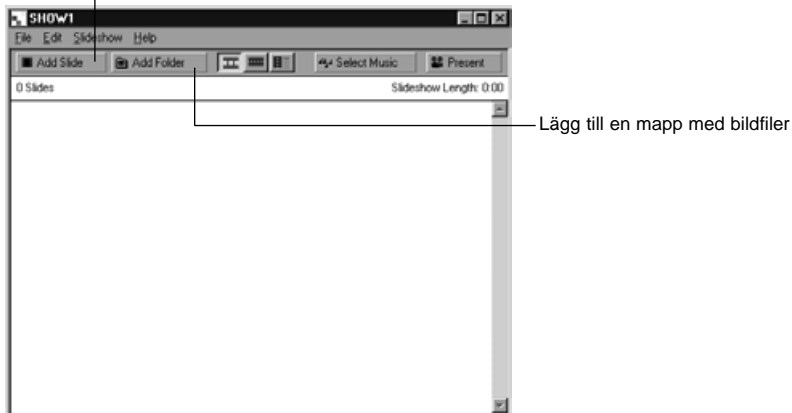 SHOW1
File Edit Slideshow Help
Add Slide Add Folder Select Music Present
0 Slides Slideshow Length: 0:00
Lägg till en mapp med bildfiler